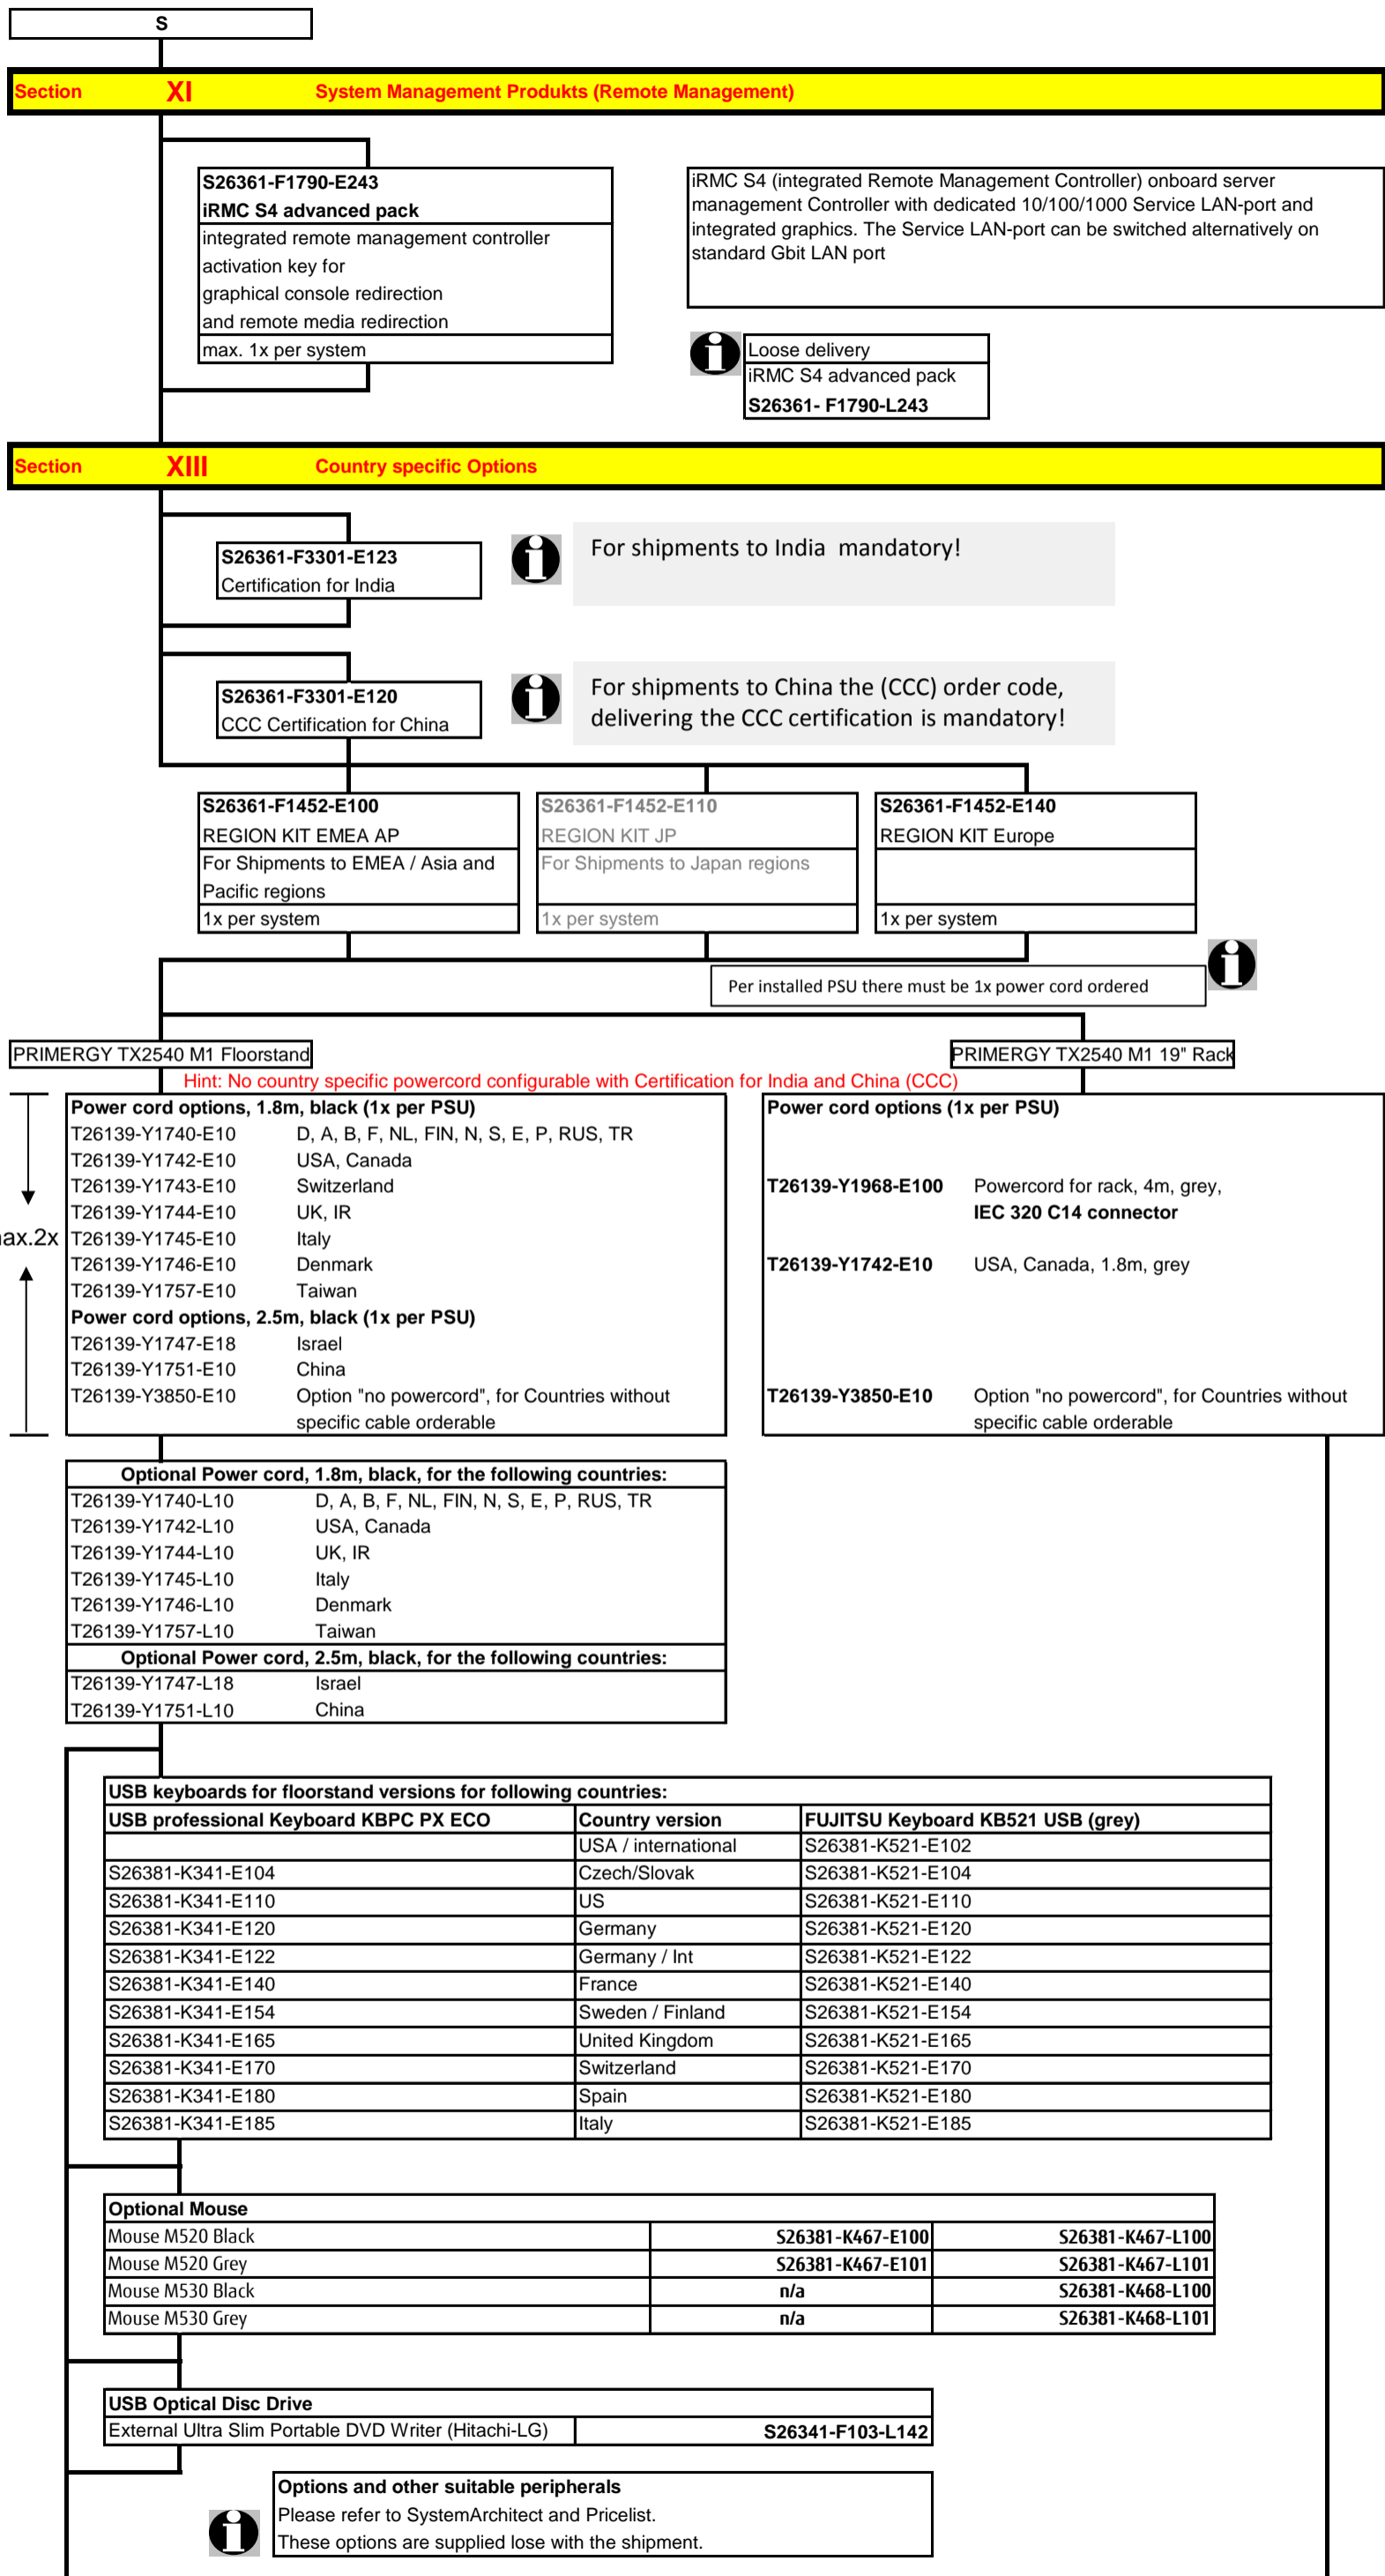 S
Section XI System Management Produkts (Remote Management)
S26361-F1790-E243
iRMC S4 advanced pack
integrated remote management controller
activation key for
graphical console redirection
and remote media redirection
max. 1x per system
iRMC S4 (integrated Remote Management Controller) onboard server
management Controller with dedicated 10/100/1000 Service LAN-port and
integrated graphics. The Service LAN-port can be switched alternatively on
standard Gbit LAN port
Loose delivery
iRMC S4 advanced pack
S26361- F1790-L243
Section XIII Country specific Options
S26361-F3301-E123
Certification for India
For shipments to India mandatory!
S26361-F3301-E120
CCC Certification for China
For shipments to China the (CCC) order code,
delivering the CCC certification is mandatory!
S26361-F1452-E100
REGION KIT EMEA AP
For Shipments to EMEA / Asia and
Pacific regions
1x per system
S26361-F1452-E110
REGION KIT JP
For Shipments to Japan regions
1x per system
S26361-F1452-E140
REGION KIT Europe
1x per system
Per installed PSU there must be 1x power cord ordered
PRIMERGY TX2540 M1 Floorstand
PRIMERGY TX2540 M1 19" Rack
Hint: No country specific powercord configurable with Certification for India and China (CCC)
ax.2x
Power cord options, 1.8m, black (1x per PSU)
T26139-Y1740-E10 D, A, B, F, NL, FIN, N, S, E, P, RUS, TR
T26139-Y1742-E10 USA, Canada
T26139-Y1743-E10 Switzerland
T26139-Y1744-E10 UK, IR
T26139-Y1745-E10 Italy
T26139-Y1746-E10 Denmark
T26139-Y1757-E10 Taiwan
Power cord options, 2.5m, black (1x per PSU)
T26139-Y1747-E18 Israel
T26139-Y1751-E10 China
T26139-Y3850-E10 Option "no powercord", for Countries without
specific cable orderable
Power cord options (1x per PSU)
T26139-Y1968-E100 Powercord for rack, 4m, grey,
IEC 320 C14 connector
T26139-Y1742-E10 USA, Canada, 1.8m, grey
T26139-Y3850-E10 Option "no powercord", for Countries without
specific cable orderable
Optional Power cord, 1.8m, black, for the following countries:
T26139-Y1740-L10 D, A, B, F, NL, FIN, N, S, E, P, RUS, TR
T26139-Y1742-L10 USA, Canada
T26139-Y1744-L10 UK, IR
T26139-Y1745-L10 Italy
T26139-Y1746-L10 Denmark
T26139-Y1757-L10 Taiwan
Optional Power cord, 2.5m, black, for the following countries:
T26139-Y1747-L18 Israel
T26139-Y1751-L10 China
USB keyboards for floorstand versions for following countries:
USB professional Keyboard KBPC PX ECO Country version FUJITSU Keyboard KB521 USB (grey)
USA / international S26381-K521-E102
S26381-K341-E104 Czech/Slovak S26381-K521-E104
S26381-K341-E110 US S26381-K521-E110
S26381-K341-E120 Germany S26381-K521-E120
S26381-K341-E122 Germany / Int S26381-K521-E122
S26381-K341-E140 France S26381-K521-E140
S26381-K341-E154 Sweden / Finland S26381-K521-E154
S26381-K341-E165 United Kingdom S26381-K521-E165
S26381-K341-E170 Switzerland S26381-K521-E170
S26381-K341-E180 Spain S26381-K521-E180
S26381-K341-E185 Italy S26381-K521-E185
Optional Mouse
Mouse M520 Black S26381-K467-E100 S26381-K467-L100
Mouse M520 Grey S26381-K467-E101 S26381-K467-L101
Mouse M530 Black n/a S26381-K468-L100
Mouse M530 Grey n/a S26381-K468-L101
USB Optical Disc Drive
External Ultra Slim Portable DVD Writer (Hitachi-LG) S26341-F103-L142
Options and other suitable peripherals
Please refer to SystemArchitect and Pricelist.
These options are supplied lose with the shipment.